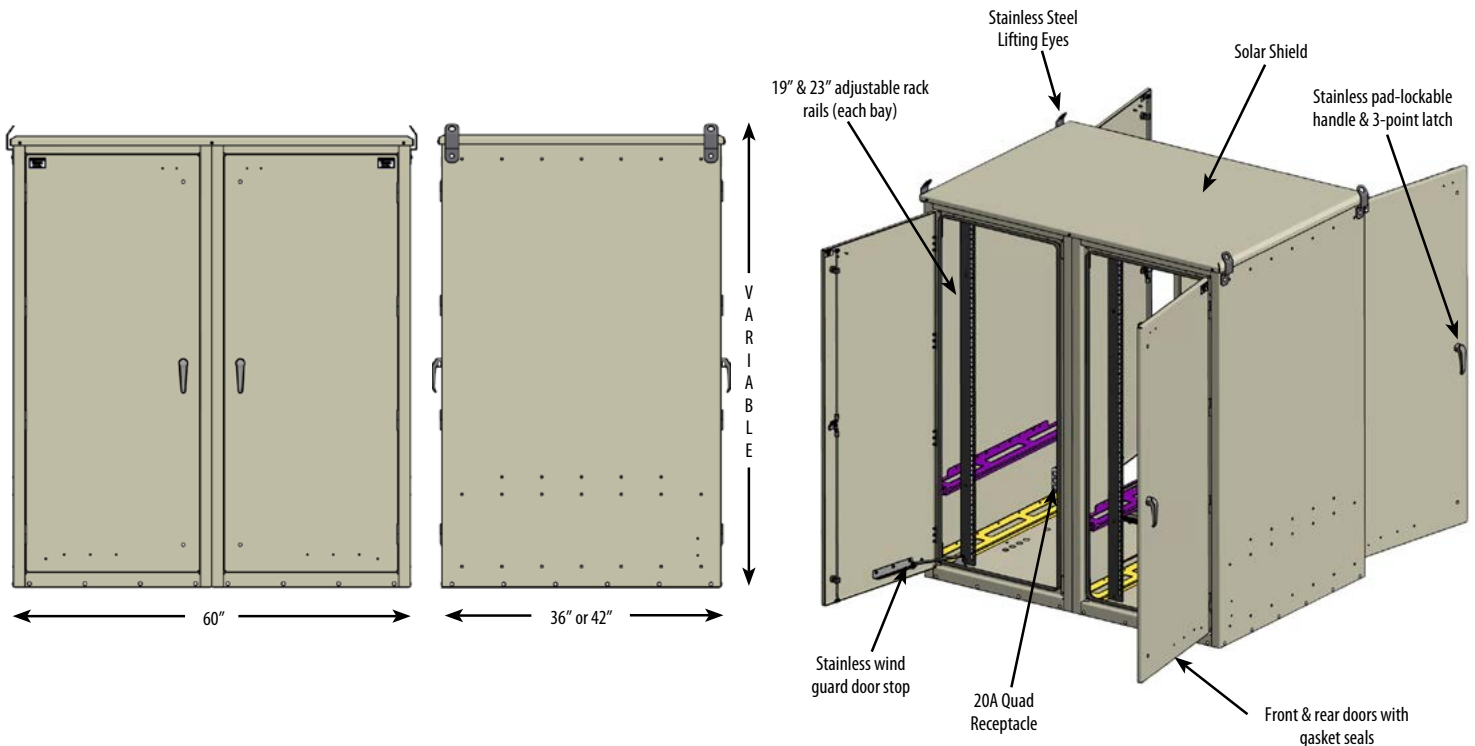 Stainless Steel
Lifting Eyes
Solar Shield
19” & 23” adjustable rack
rails (each bay)
Stainless pad-lockable
handle & 3-point latch
V
A
R
I
A
B
L
E
60”
36” or 42”
Stainless wind
guard door stop
20A Quad
Receptacle
Front & rear doors with
gasket seals